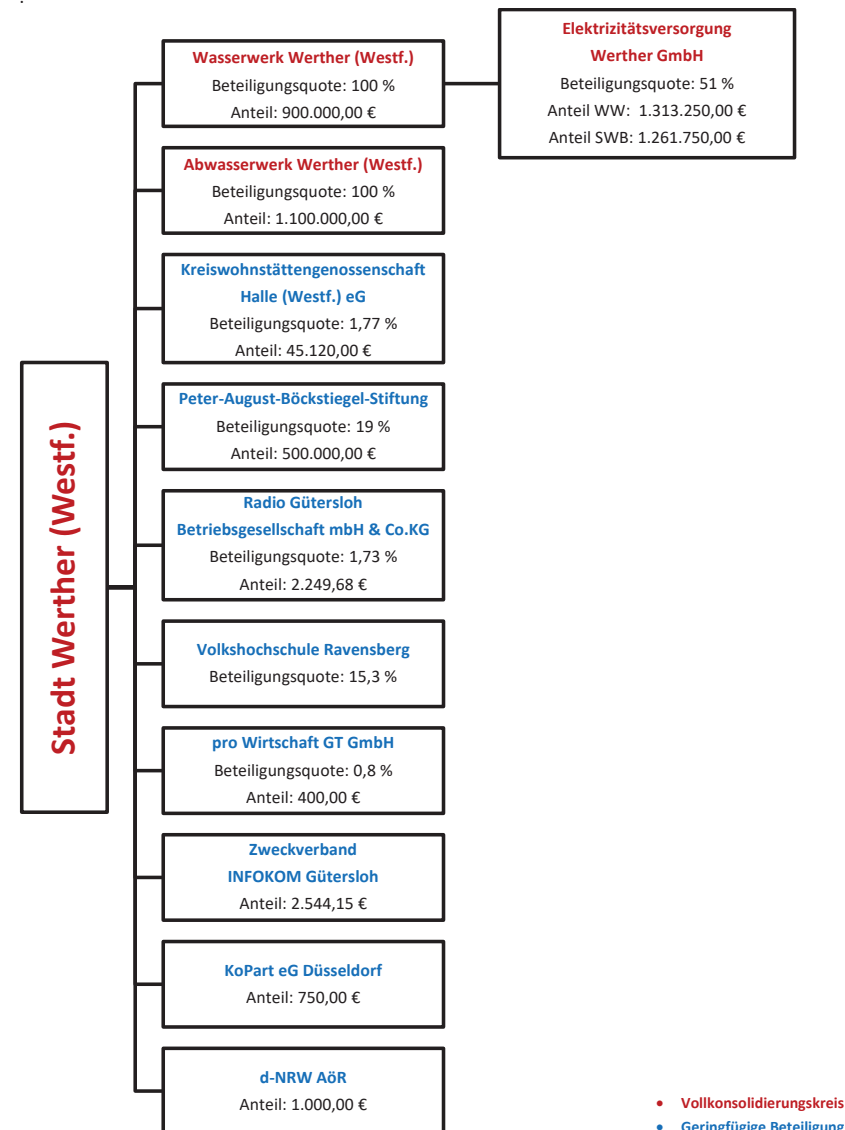 .
Stadt Werther (Westf.)
Wasserwerk Werther (Westf.)
Beteiligungsquote: 100 %
Anteil: 900.000,00 €
Elektrizitätsversorgung
Werther GmbH
Beteiligungsquote: 51 %
Anteil WW: 1.313.250,00 €
Anteil SWB: 1.261.750,00 €
Abwasserwerk Werther (Westf.)
Beteiligungsquote: 100 %
Anteil: 1.100.000,00 €
Kreiswohnstättengenossenschaft
Halle (Westf.) eG
Beteiligungsquote: 1,77 %
Anteil: 45.120,00 €
Peter-August-Böckstiegel-Stiftung
Beteiligungsquote: 19 %
Anteil: 500.000,00 €
Radio Gütersloh
Betriebsgesellschaft mbH & Co.KG
Beteiligungsquote: 1,73 %
Anteil: 2.249,68 €
Volkshochschule Ravensberg
Beteiligungsquote: 15,3 %
pro Wirtschaft GT GmbH
Beteiligungsquote: 0,8 %
Anteil: 400,00 €
Zweckverband
INFOKOM Gütersloh
Anteil: 2.544,15 €
KoPart eG Düsseldorf
Anteil: 750,00 €
d-NRW AöR
Anteil: 1.000,00 €
• Vollkonsolidierungskreis
• Geringfügige Beteiligung